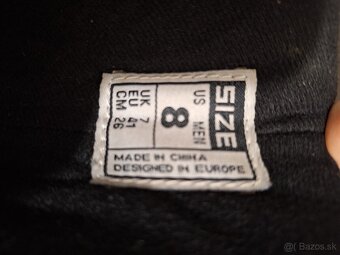 SIZE
US MEN
8
UK 7
EU 41
CM 26
MADE IN CHINA
DESIGNED IN EUROPE
Bazos.sk